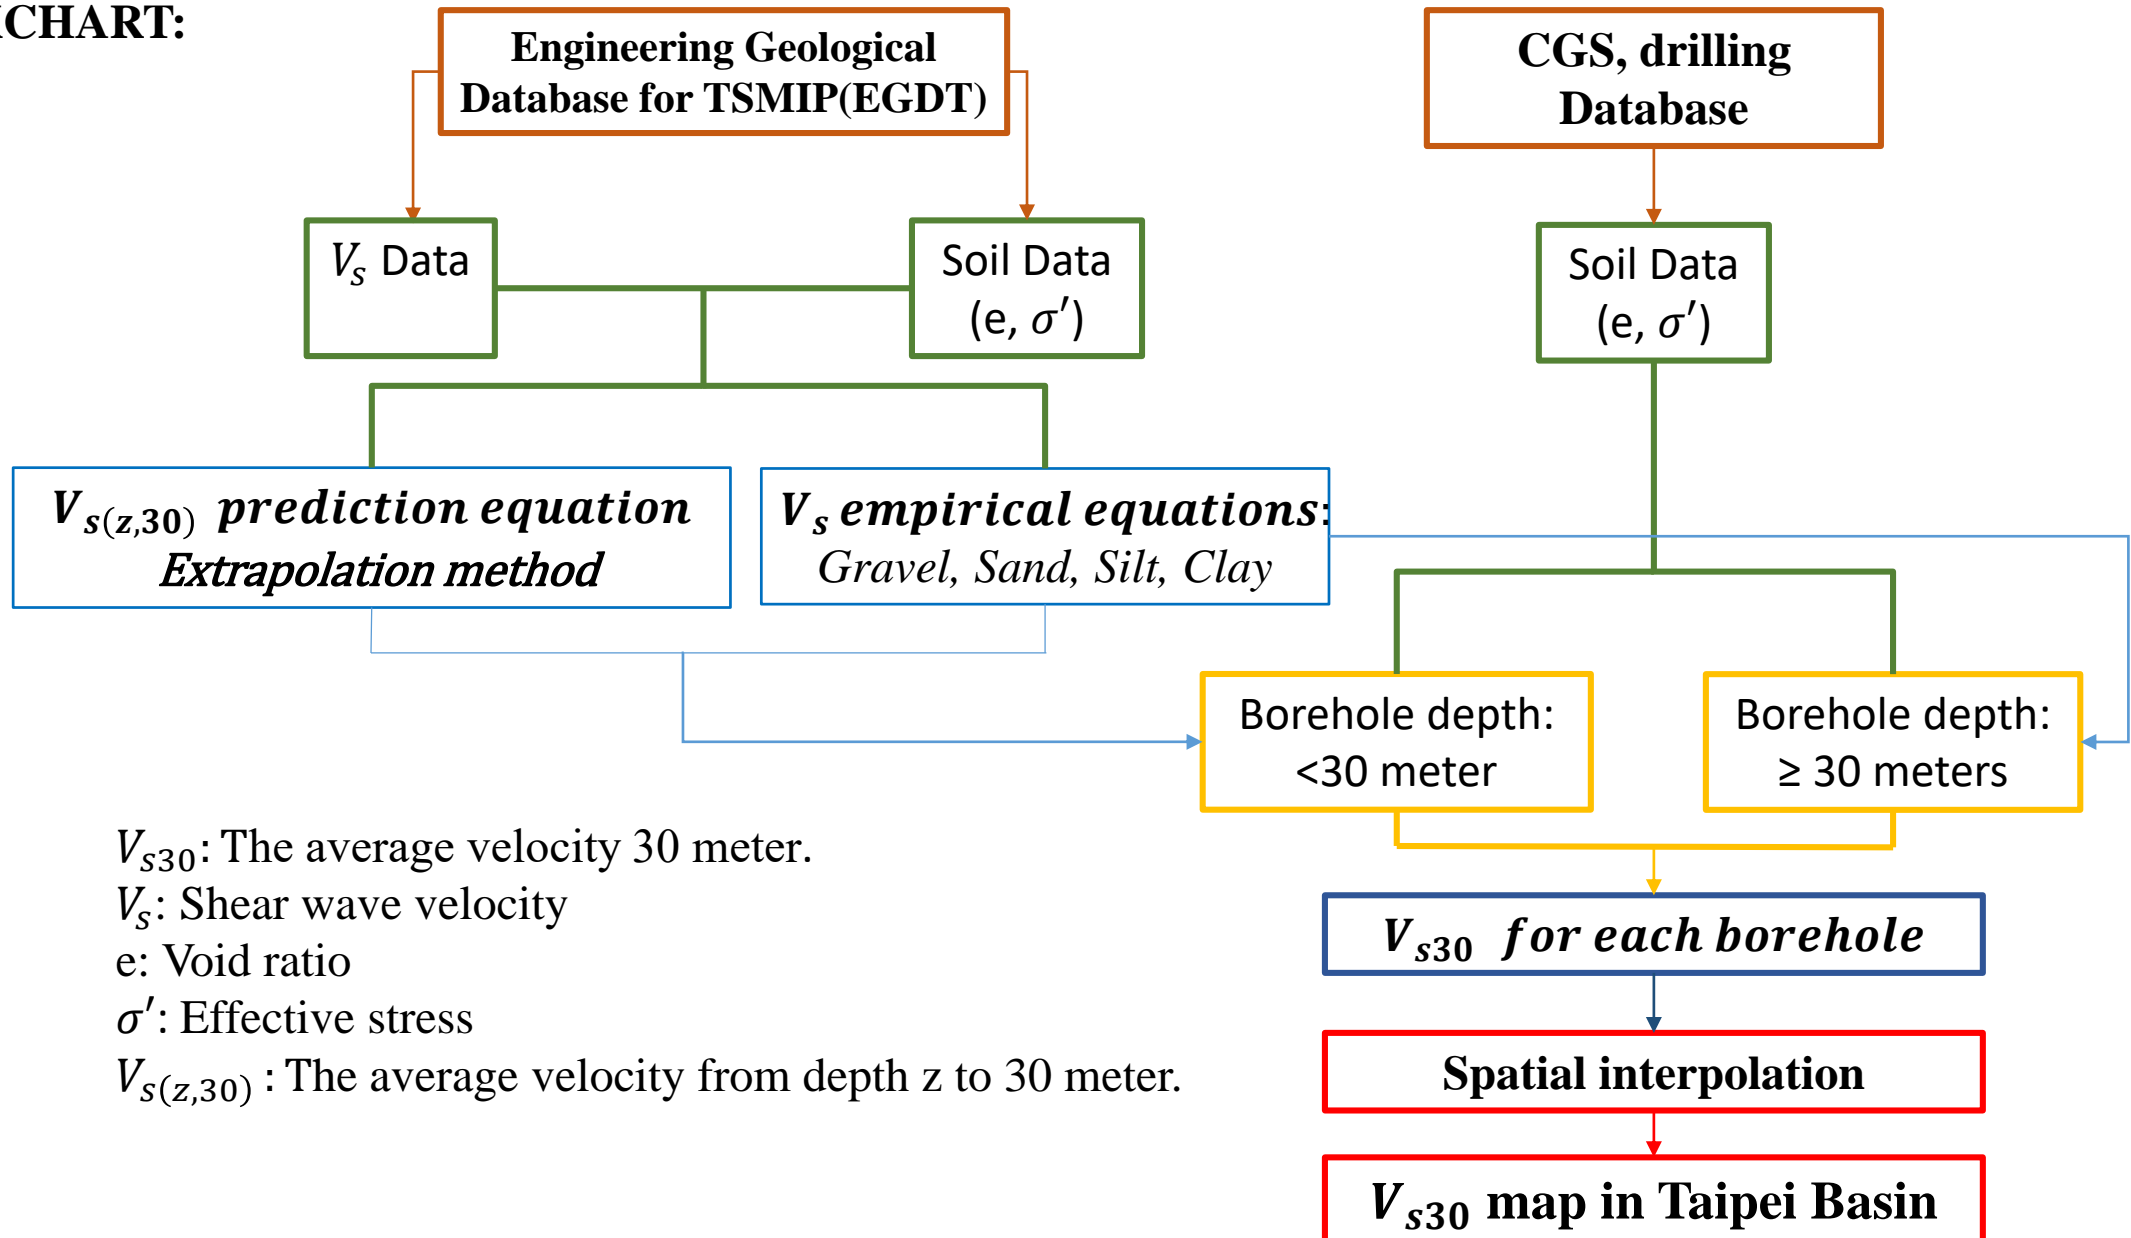 CHART:
Engineering Geological
Database for TSMIP(EGDT)
CGS, drilling
Database
Vs Data
Soil Data
(e, σ′)
Soil Data
(e, σ′)
Vs(z,30) prediction equation
Extrapolation method
Vs empirical equations:
Gravel, Sand, Silt, Clay
Borehole depth:
<30 meter
Borehole depth:
≥ 30 meters
Vs30: The average velocity 30 meter.
Vs: Shear wave velocity
e: Void ratio
σ′: Effective stress
Vs(z,30) : The average velocity from depth z to 30 meter.
Vs30 for each borehole
Spatial interpolation
Vs30 map in Taipei Basin